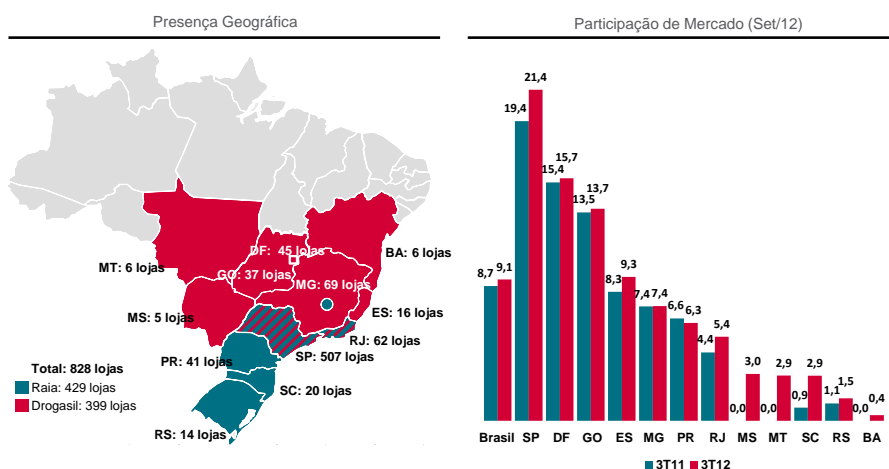 Presença Geográfica
DF: 45 lojas
BA: 6 lojas
MT: 6 lojas
GO: 37 lojas
MG: 69 lojas
MS: 5 lojas
ES: 16 lojas
RJ: 62 lojas
SP: 507 lojas
PR: 41 lojas
SC: 20 lojas
RS: 14 lojas
Total: 828 lojas
Raia: 429 lojas
Drogasil: 399 lojas
Participação de Mercado (Set/12)
8,7 9,1
19,4 21,4
15,4 15,7
13,5 13,7
8,3 9,3
7,4 7,4
6,6 6,3
4,4 5,4
0,0 3,0
0,0 2,9
0,9 2,9
1,1 1,5
0,0 0,4
Brasil SP DF GO ES MG PR RJ MS MT SC RS BA
3T11 3T12